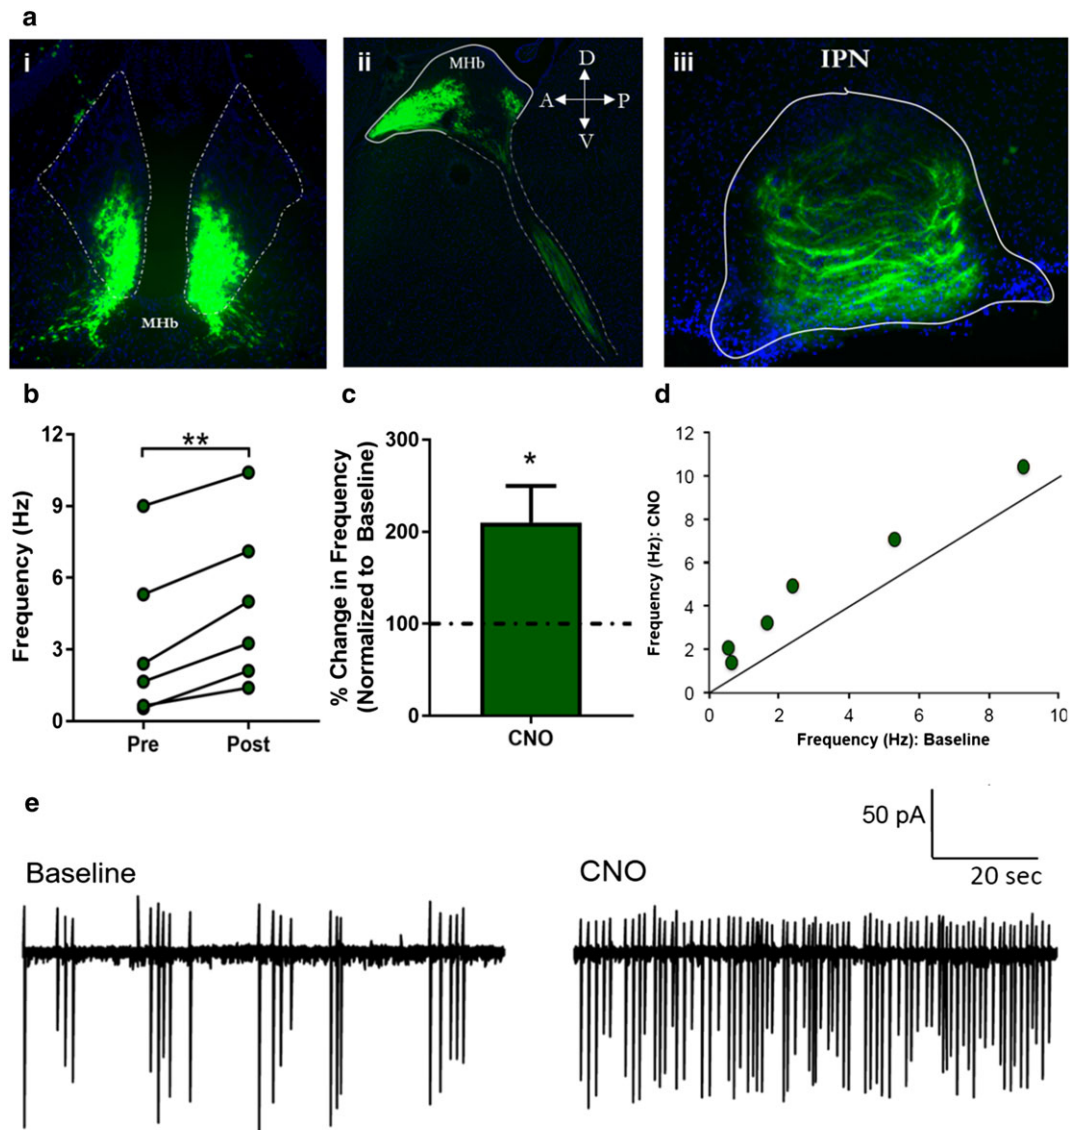 a
i
MHb
ii
MHb
D
A
P
V
iii
IPN
b
12
9
6
3
0
Frequency (Hz)
**
Pre
Post
c
300
200
100
0
% Change in Frequency
(Normalized to Baseline)
*
CNO
d
12
10
8
6
4
2
0
Frequency (Hz): CNO
0
2
4
6
8
10
Frequency (Hz): Baseline
e
50 pA
20 sec
Baseline
CNO